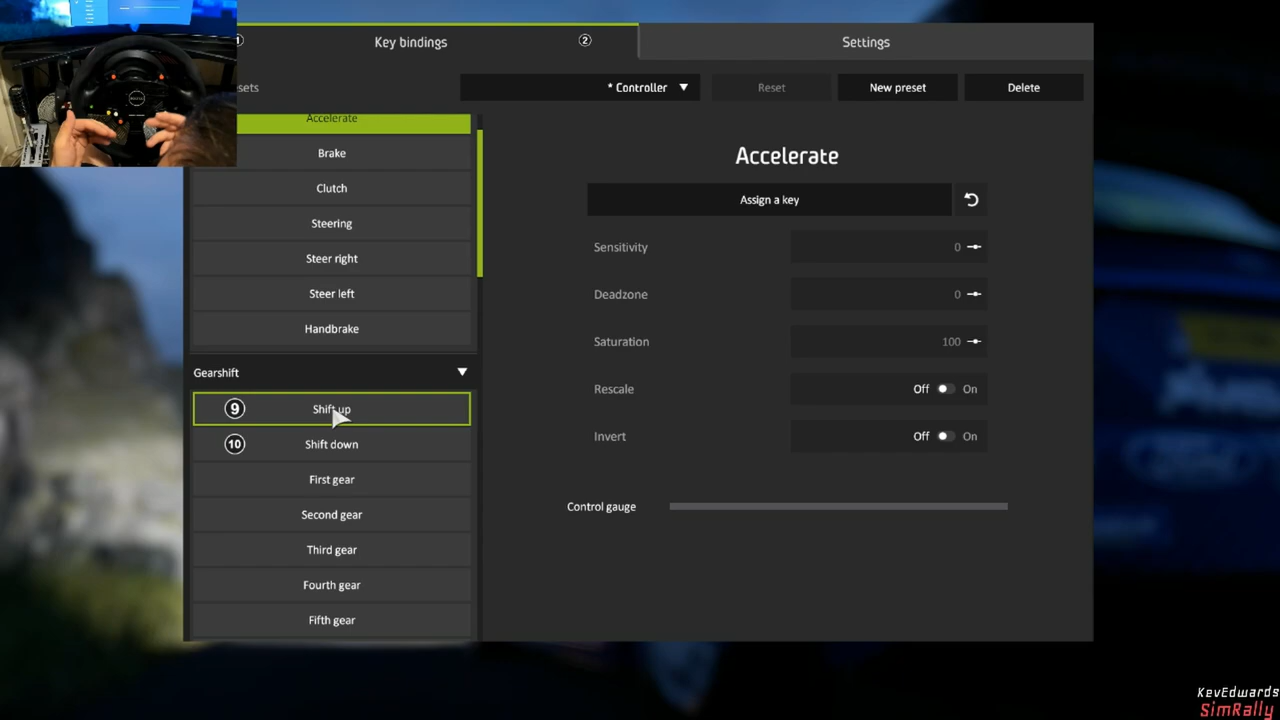 1
Key bindings
2
Settings
sets
* Controller
Reset
New preset
Delete
Accelerate
Brake
Clutch
Steering
Steer right
Steer left
Handbrake
Gearshift
9
Shift up
10
Shift down
First gear
Second gear
Third gear
Fourth gear
Fifth gear
Accelerate
Assign a key
Sensitivity
0
Deadzone
0
Saturation
100
Rescale
Off On
Invert
Off On
Control gauge
KevEdwards
SimRally